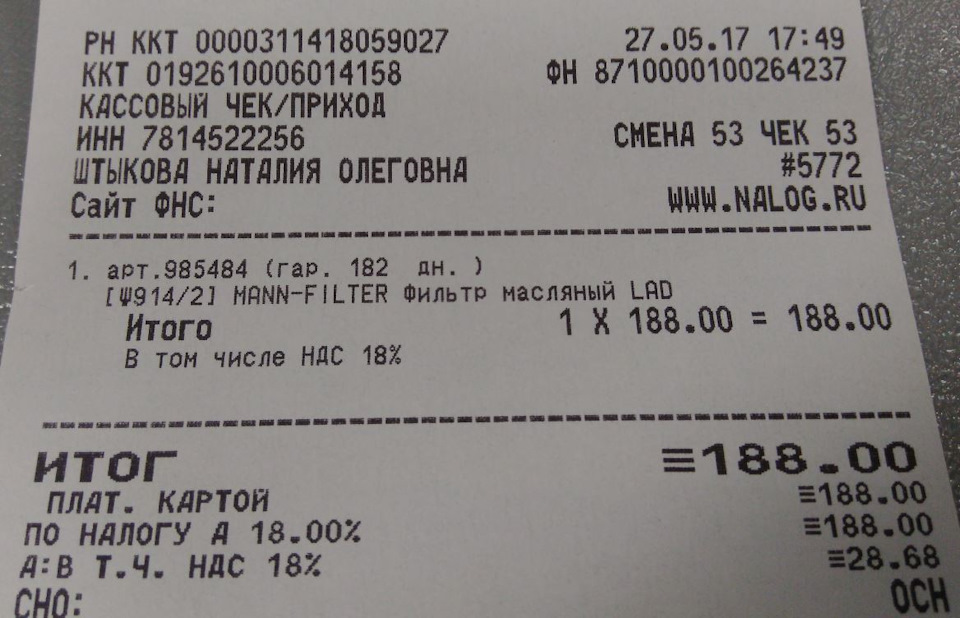 РН ККТ 0000311418059027 27.05.17 17:49
ККТ 0192610006014158 ФН 8710000100264237
КАССОВЫЙ ЧЕК/ПРИХОД
ИНН 7814522256 СМЕНА 53 ЧЕК 53
ШТЫКОВА НАТАЛИЯ ОЛЕГОВНА #5772
Сайт ФНС: WWW.NALOG.RU
1. арт.985484 (гар. 182 дн. )
[W914/2] MANN-FILTER Фильтр масляный LAD
Итого 1 X 188.00 = 188.00
В том числе НДС 18%
ИТОГ ≡188.00
ПЛАТ. КАРТОЙ ≡188.00
ПО НАЛОГУ А 18.00% ≡188.00
А:В Т.Ч. НДС 18% ≡28.68
СНО: ОСН